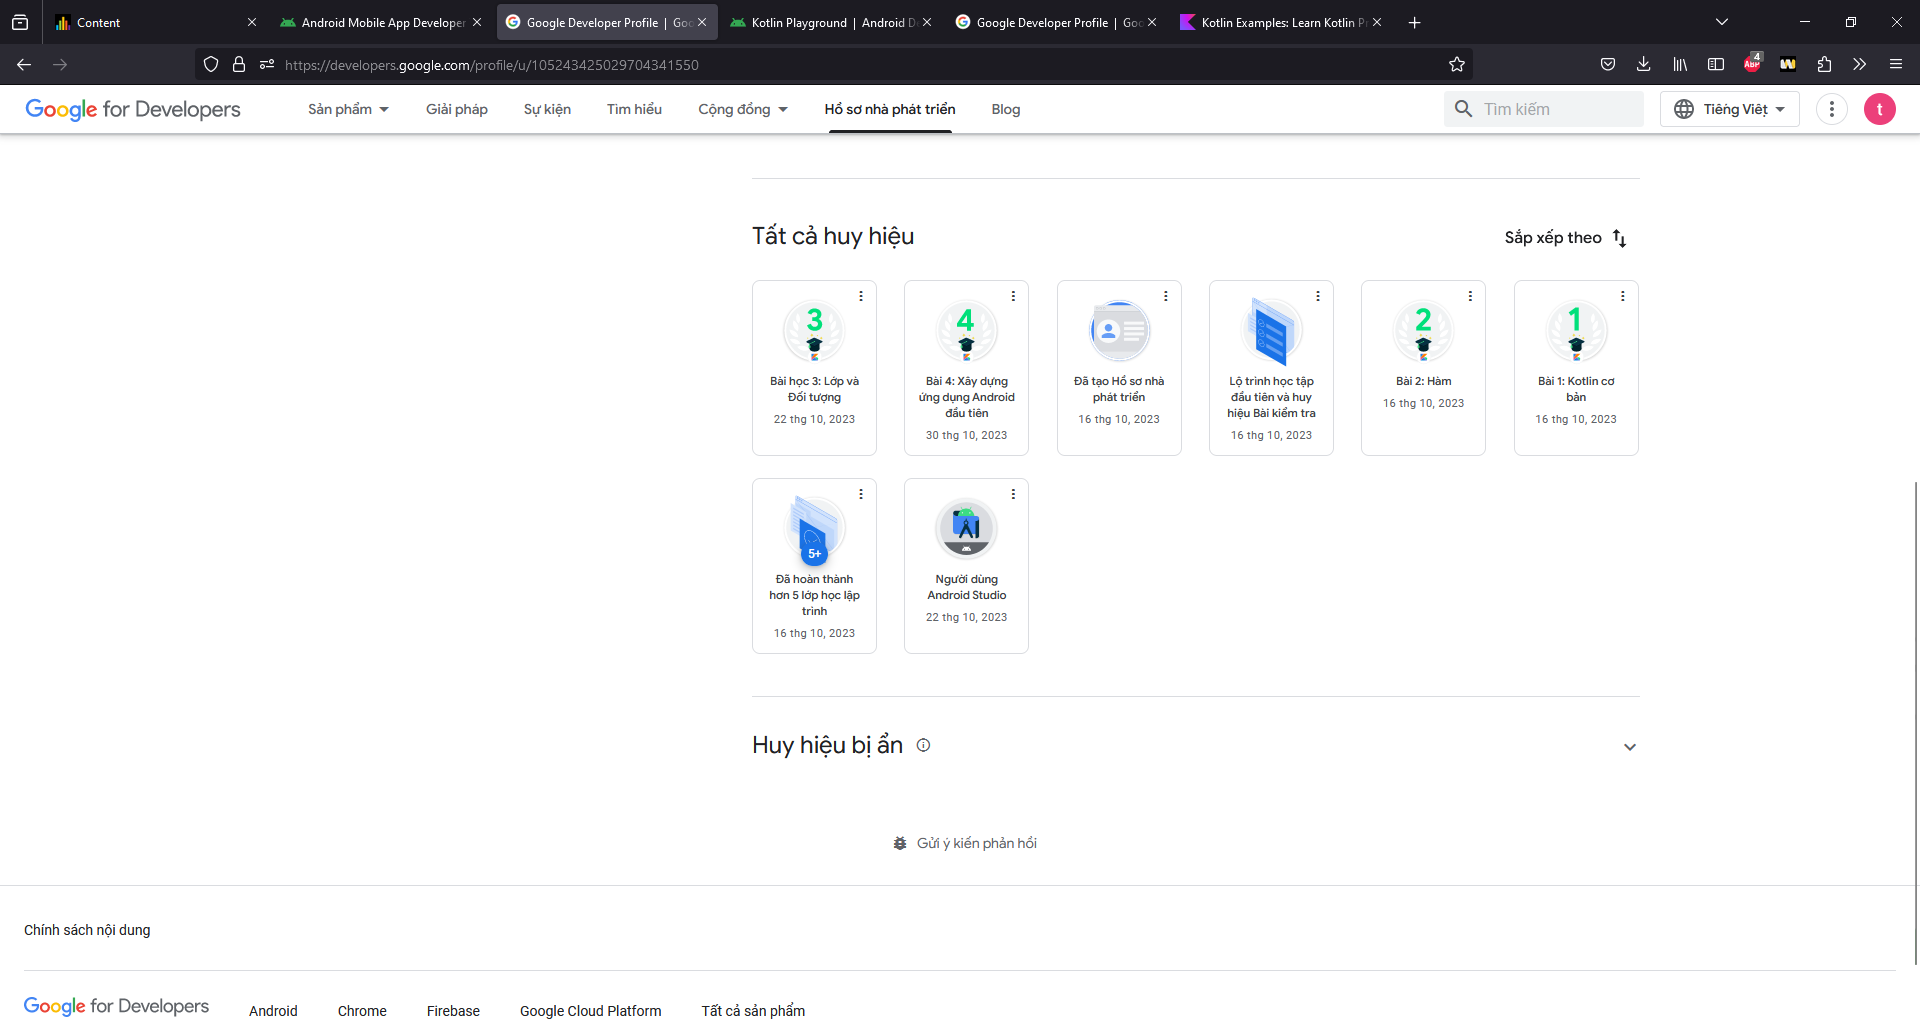 Content
Android Mobile App Developer
Google Developer Profile | Goo
Kotlin Playground | Android D
Google Developer Profile | Goo
Kotlin Examples: Learn Kotlin Pr
https://developers.google.com/profile/u/105243425029704341550
ABP
4
Google for Developers
Sản phẩm
Giải pháp
Sự kiện
Tìm hiểu
Cộng đồng
Hồ sơ nhà phát triển
Blog
Tìm kiếm
Tiếng Việt
t
Tất cả huy hiệu
Sắp xếp theo
3
Bài học 3: Lớp và
Đối tượng
22 thg 10, 2023
4
Bài 4: Xây dựng
ứng dụng Android
đầu tiên
30 thg 10, 2023
Đã tạo Hồ sơ nhà
phát triển
16 thg 10, 2023
Lộ trình học tập
đầu tiên và huy
hiệu Bài kiểm tra
16 thg 10, 2023
2
Bài 2: Hàm
16 thg 10, 2023
1
Bài 1: Kotlin cơ
bản
16 thg 10, 2023
5+
Đã hoàn thành
hơn 5 lớp học lập
trình
16 thg 10, 2023
Người dùng
Android Studio
22 thg 10, 2023
Huy hiệu bị ẩn
Gửi ý kiến phản hồi
Chính sách nội dung
Google for Developers
Android
Chrome
Firebase
Google Cloud Platform
Tất cả sản phẩm